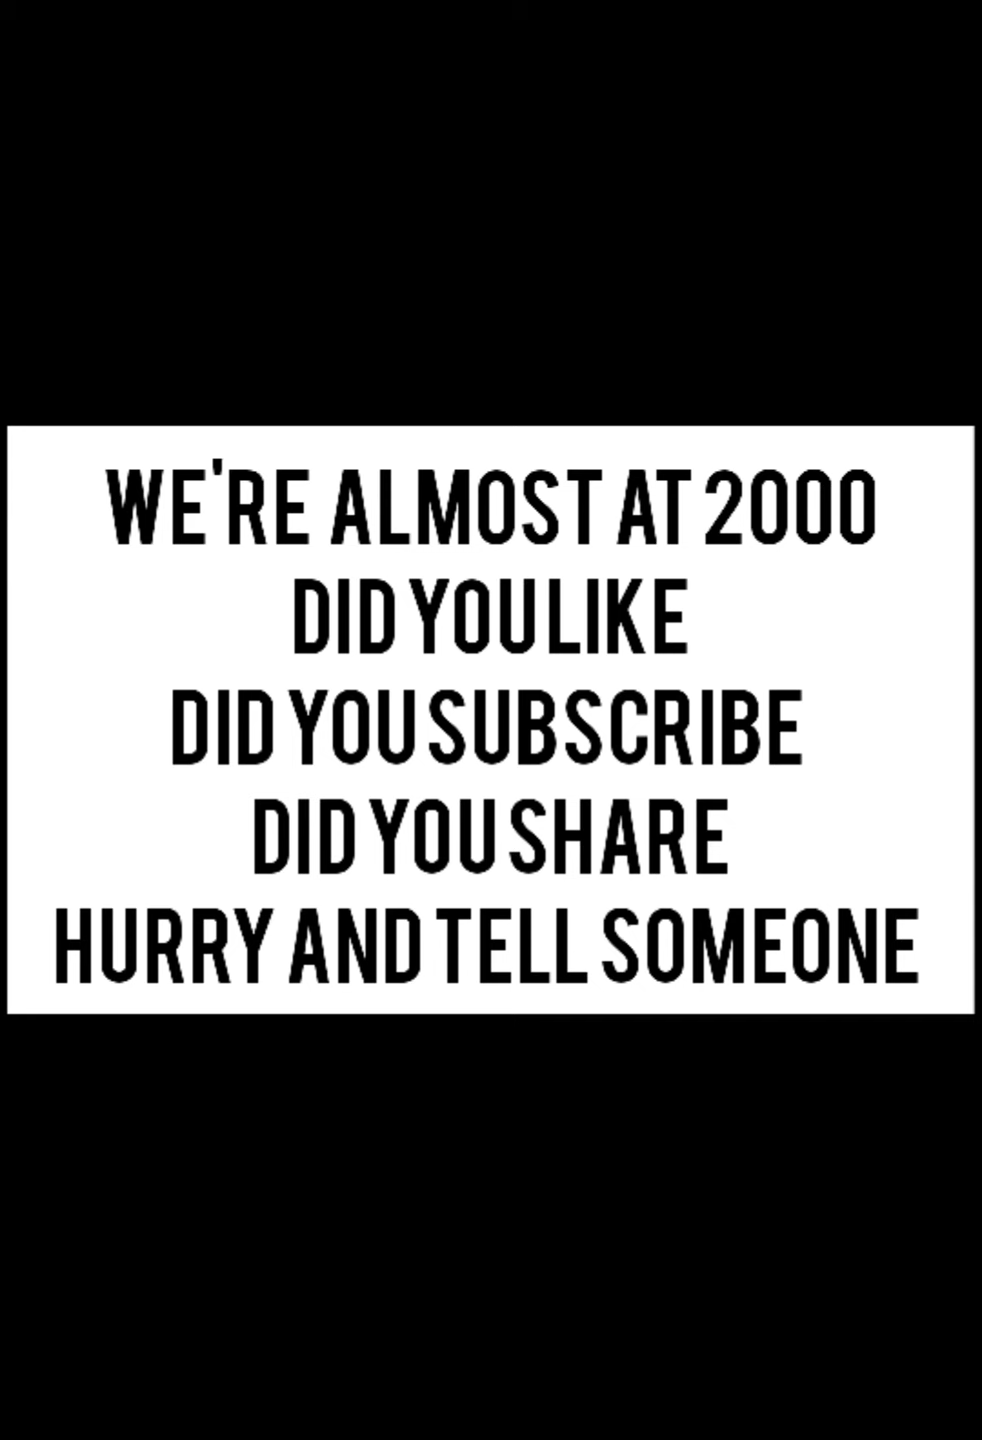 WE'RE ALMOST AT 2000
DID YOU LIKE
DID YOU SUBSCRIBE
DID YOU SHARE
HURRY AND TELL SOMEONE